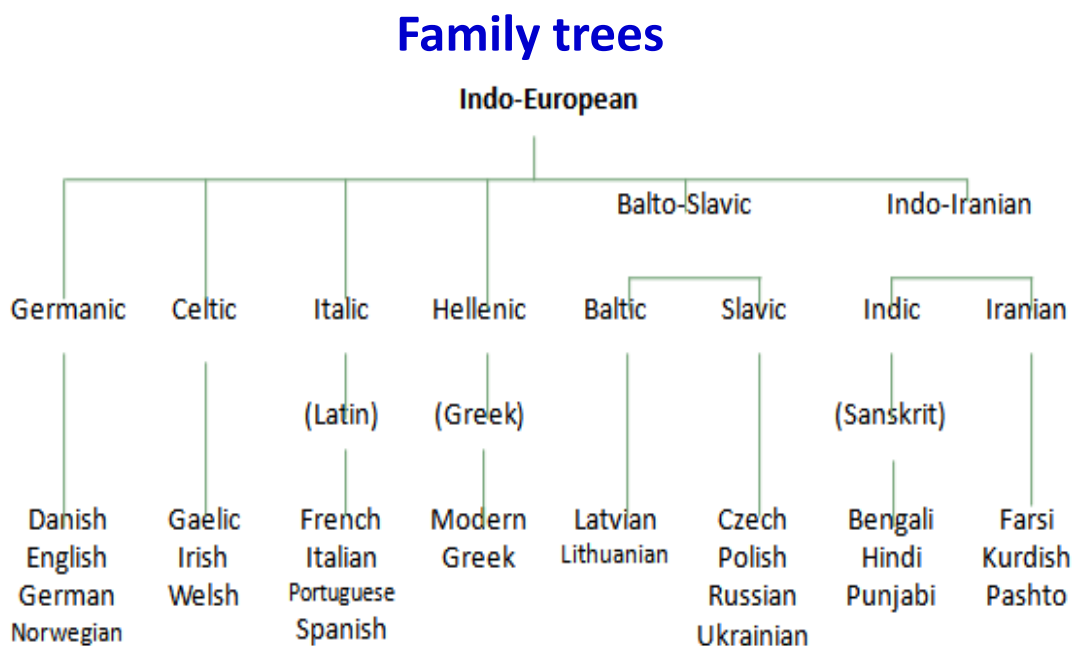 Family trees
Indo-European
Balto-Slavic Indo-Iranian
Germanic Celtic Italic Hellenic Baltic Slavic Indic Iranian
(Latin) (Greek) (Sanskrit)
Danish Gaelic French Modern Latvian Czech Bengali Farsi
English Irish Italian Greek Lithuanian Polish Hindi Kurdish
German Welsh Portuguese Russian Punjabi Pashto
Norwegian Spanish Ukrainian